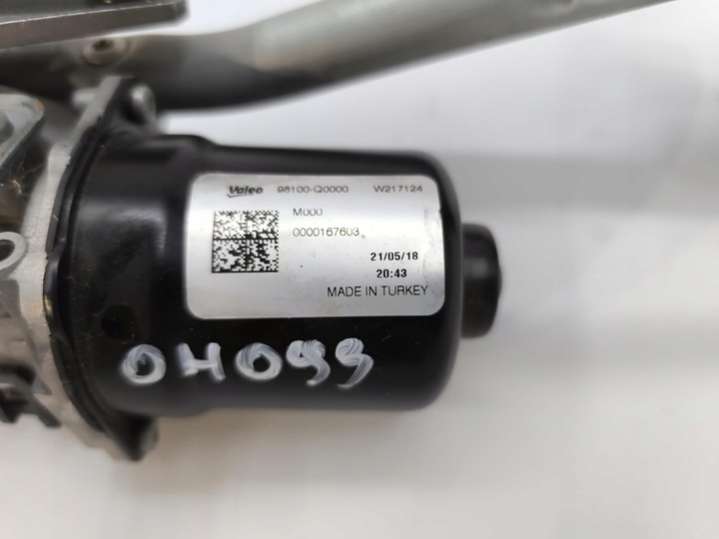 Valeo 98100-Q0000 W217124
M000
0000167603
21/05/18
20:43
MADE IN TURKEY
OHO99